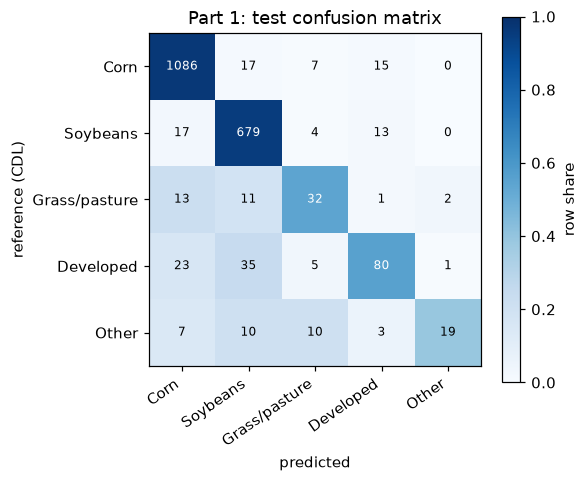 Part 1: test confusion matrix
1.0
Corn 1086 17 7 15 0
0.8
Soybeans 17 679 4 13 0
0.6
Grass/pasture 13 11 32 1 2
0.4
Developed 23 35 5 80 1
0.2
Other 7 10 10 3 19
0.0
reference (CDL)
row share
Corn Soybeans Grass/pasture Developed Other
predicted